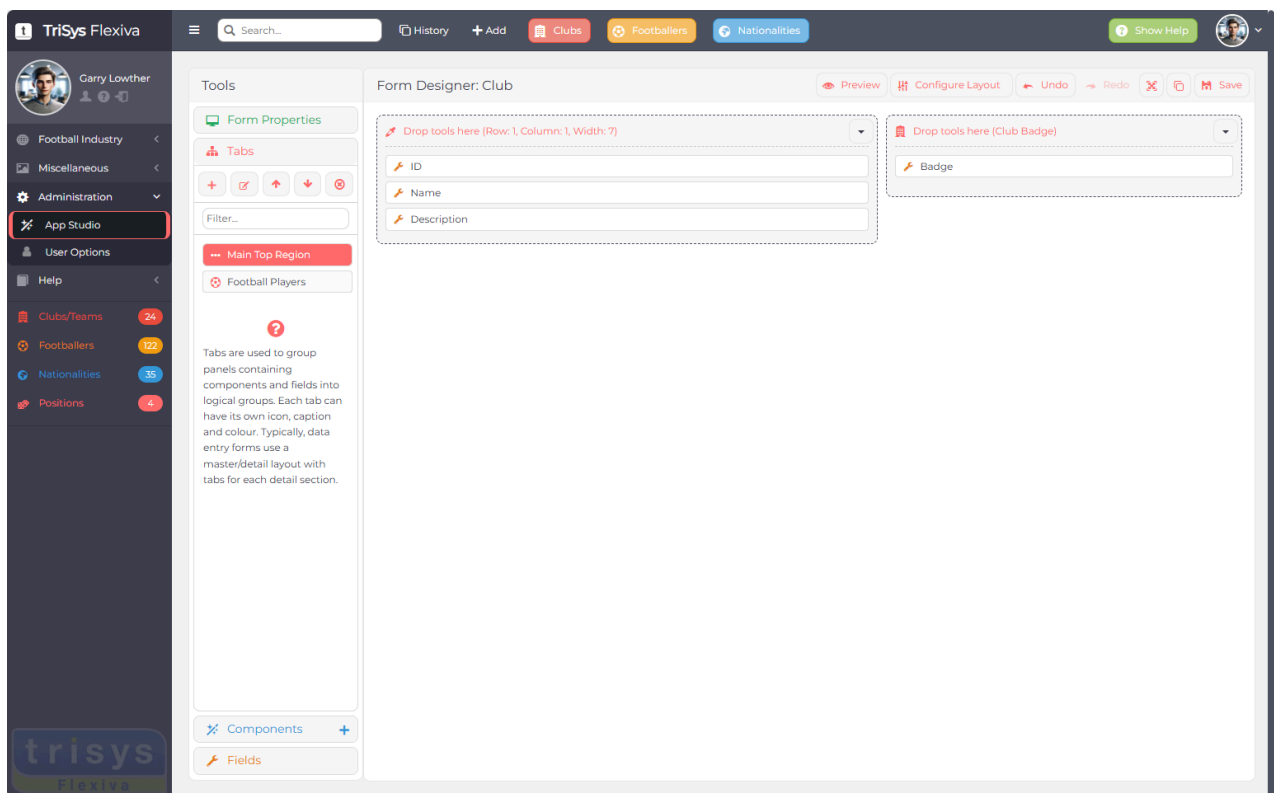 t TriSys Flexiva
Search...
History
Add
Clubs
Footballers
Nationalities
Show Help
Garry Lowther
Football Industry
Miscellaneous
Administration
App Studio
User Options
Help
Clubs/Teams 24
Footballers 122
Nationalities 35
Positions 4
trisys
Flexiva
Tools
Form Properties
Tabs
Filter...
Main Top Region
Football Players
Tabs are used to group
panels containing
components and fields into
logical groups. Each tab can
have its own icon, caption
and colour. Typically, data
entry forms use a
master/detail layout with
tabs for each detail section.
Components
Fields
Form Designer: Club
Preview
Configure Layout
Undo
Redo
Save
Drop tools here (Row: 1, Column: 1, Width: 7)
ID
Name
Description
Drop tools here (Club Badge)
Badge